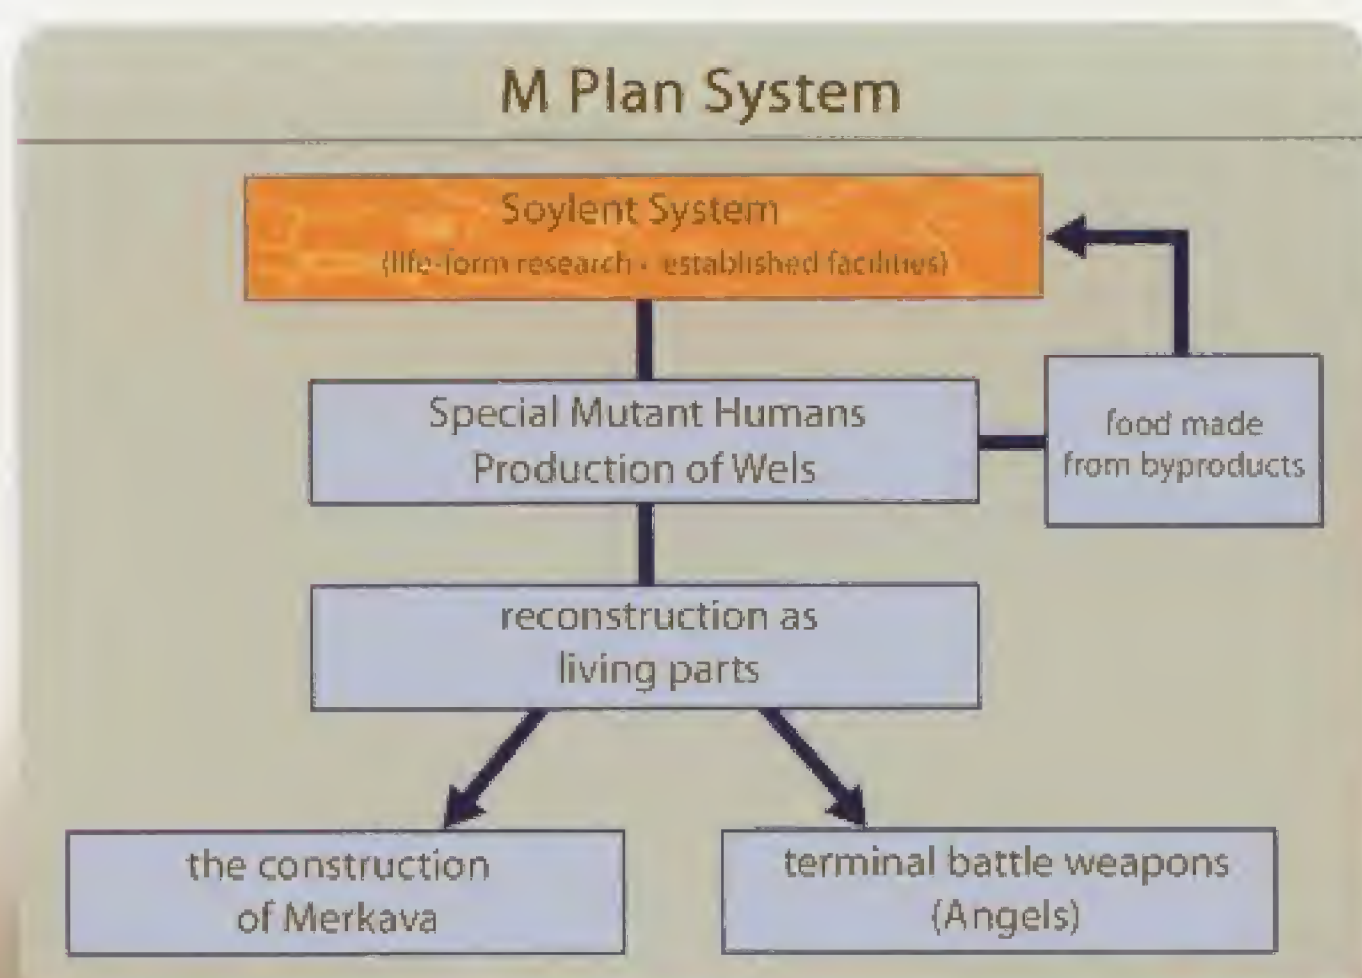 M Plan System
Soylent System
(life-form research · established facilities)
Special Mutant Humans
Production of Wels
food made
from byproducts
reconstruction as
living parts
the construction
of Merkava
terminal battle weapons
(Angels)